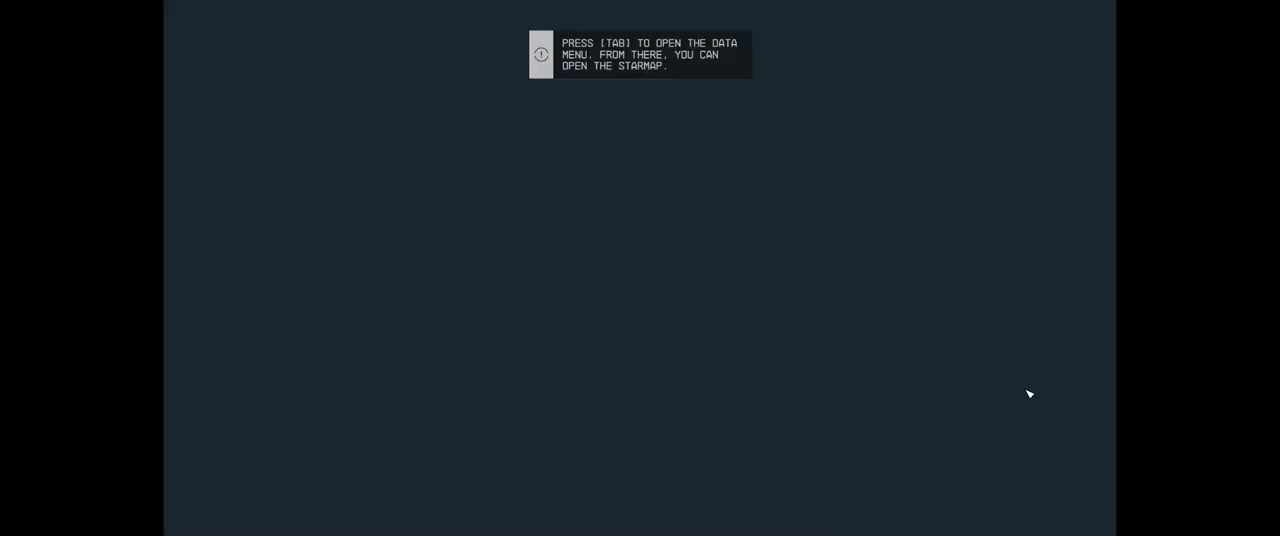 PRESS [TAB] TO OPEN THE DATA
MENU. FROM THERE, YOU CAN
OPEN THE STARMAP.